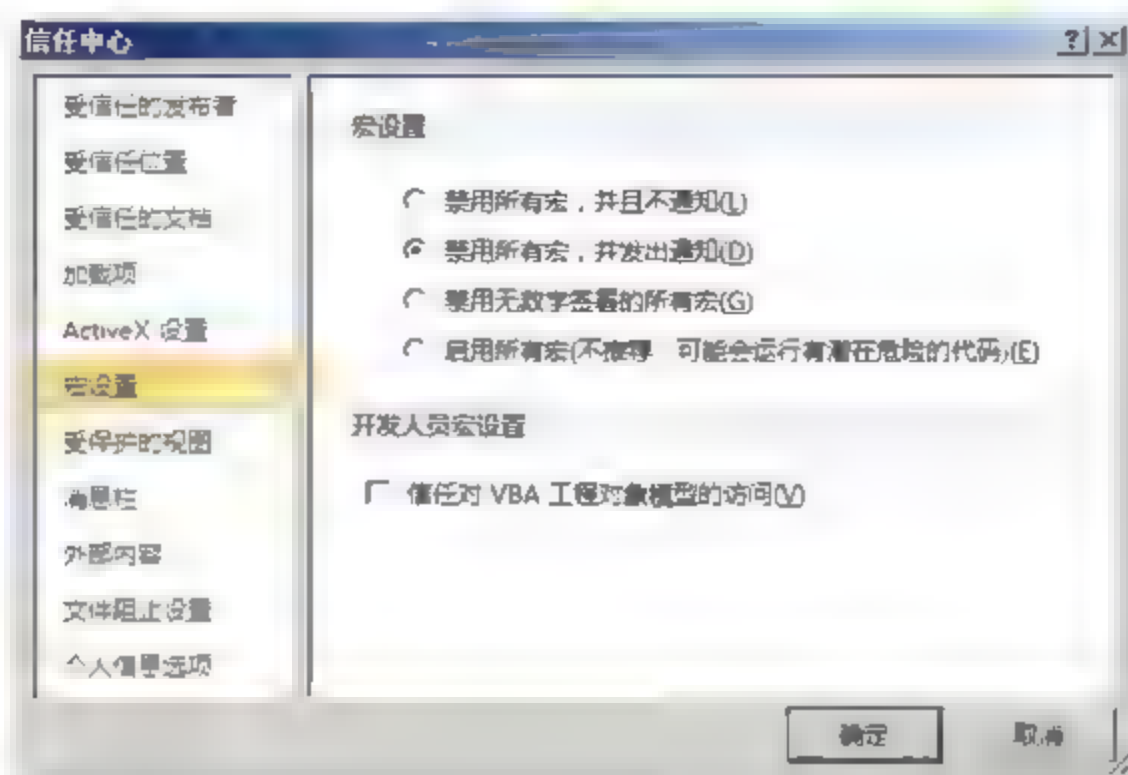 信任中心
受信任的发布者
受信任位置
受信任的文档
加载项
ActiveX 设置
宏设置
受保护的视图
消息栏
外部内容
文件阻止设置
个人信息选项
宏设置
禁用所有宏，并且不通知(L)
禁用所有宏，并发出通知(D)
禁用无数字签署的所有宏(G)
启用所有宏(不推荐 可能会运行有潜在危险的代码)(E)
开发人员宏设置
信任对 VBA 工程对象模型的访问(V)
确定
取消